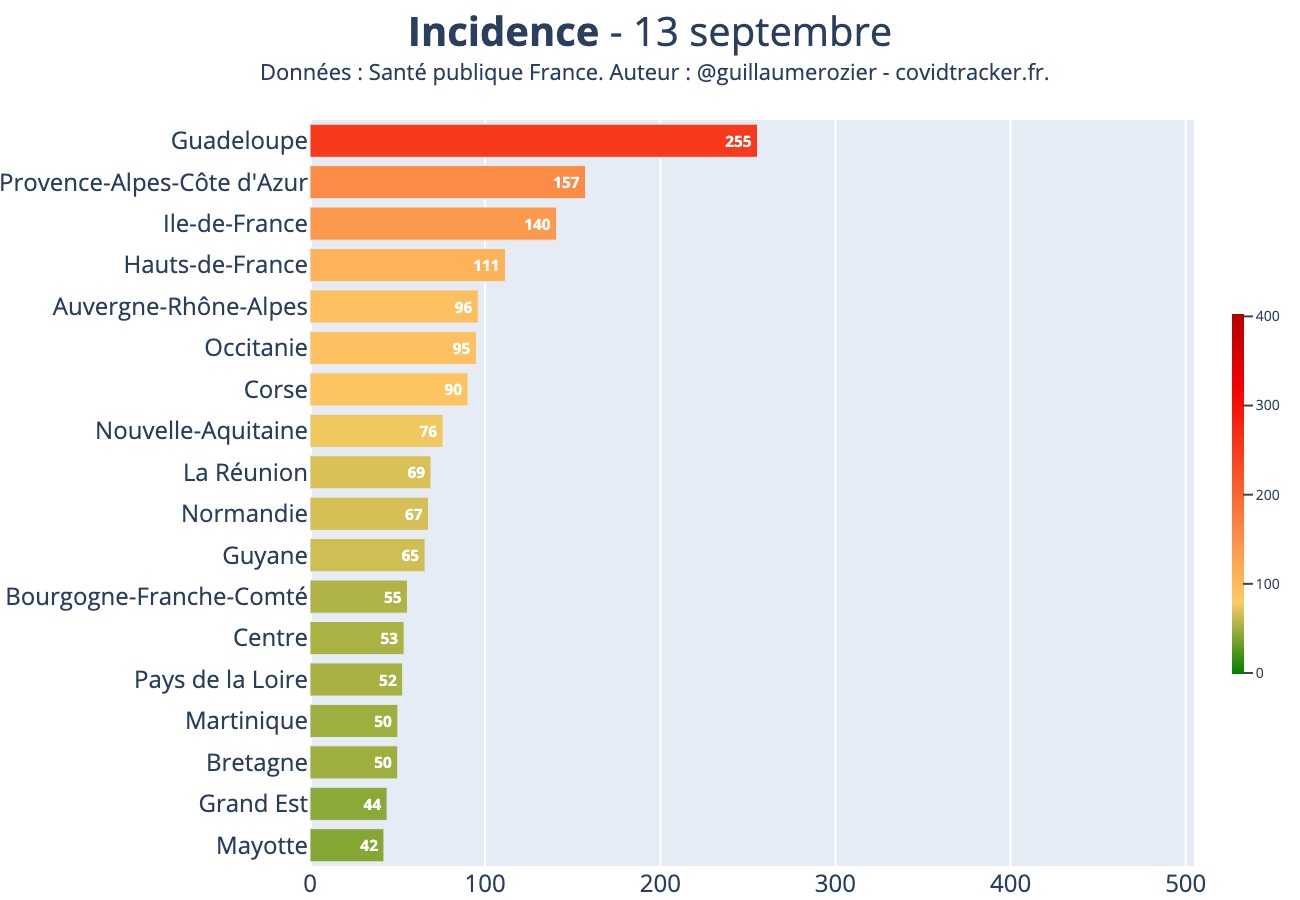 Incidence - 13 septembre
Données : Santé publique France. Auteur : @guillaumerozier - covidtracker.fr.
Guadeloupe 255
Provence-Alpes-Côte d'Azur 157
Ile-de-France 140
Hauts-de-France 111
Auvergne-Rhône-Alpes 96
Occitanie 95
Corse 90
Nouvelle-Aquitaine 76
La Réunion 69
Normandie 67
Guyane 65
Bourgogne-Franche-Comté 55
Centre 53
Pays de la Loire 52
Martinique 50
Bretagne 50
Grand Est 44
Mayotte 42
0 100 200 300 400 500
400
300
200
100
0